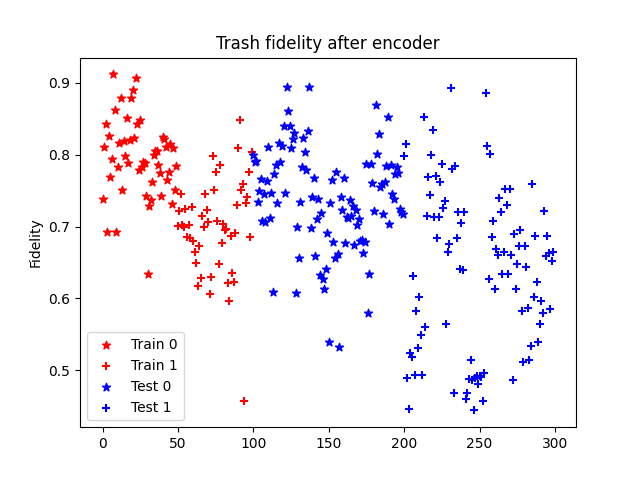 Trash fidelity after encoder
Fidelity
0.9
0.8
0.7
0.6
0.5
Train 0
Train 1
Test 0
Test 1
0 50 100 150 200 250 300